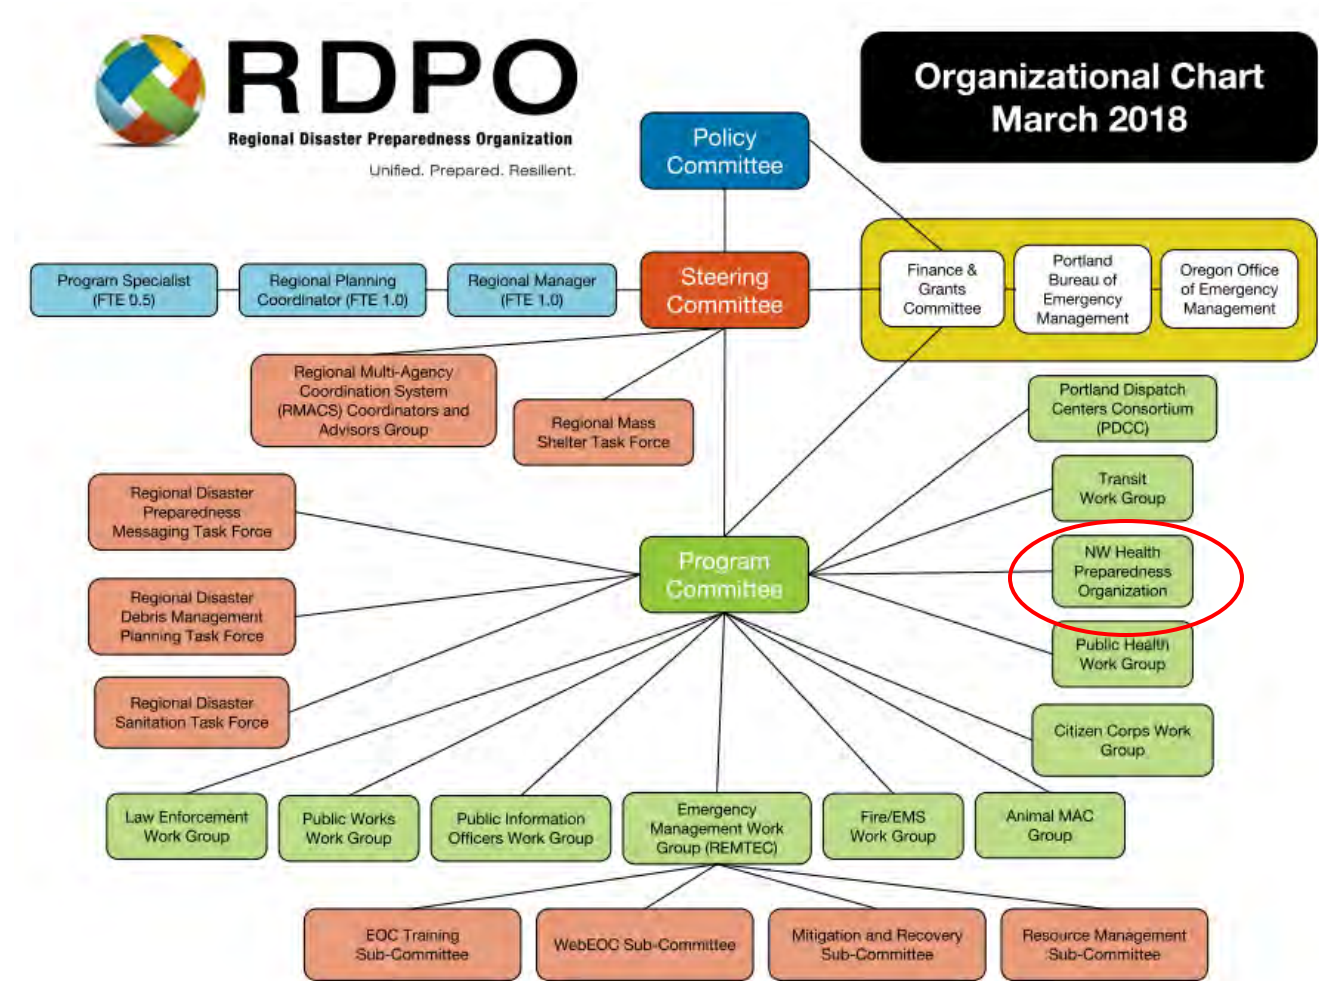 RDPO
Regional Disaster Preparedness Organization
Unified. Prepared. Resilient.
Organizational Chart
March 2018
Policy
Committee
Program Specialist
(FTE 0.5)
Regional Planning
Coordinator (FTE 1.0)
Regional Manager
(FTE 1.0)
Steering
Committee
Finance &
Grants
Committee
Portland
Bureau of
Emergency
Management
Oregon Office
of Emergency
Management
Regional Multi-Agency
Coordination System
(RMACS) Coordinators and
Advisors Group
Regional Mass
Shelter Task Force
Portland Dispatch
Centers Consortium
(PDCC)
Transit
Work Group
Regional Disaster
Preparedness
Messaging Task Force
Program
Committee
NW Health
Preparedness
Organization
Regional Disaster
Debris Management
Planning Task Force
Public Health
Work Group
Regional Disaster
Sanitation Task Force
Citizen Corps Work
Group
Law Enforcement
Work Group
Public Works
Work Group
Public Information
Officers Work Group
Emergency
Management Work
Group (REMTEC)
Fire/EMS
Work Group
Animal MAC
Group
EOC Training
Sub-Committee
WebEOC Sub-Committee
Mitigation and Recovery
Sub-Committee
Resource Management
Sub-Committee